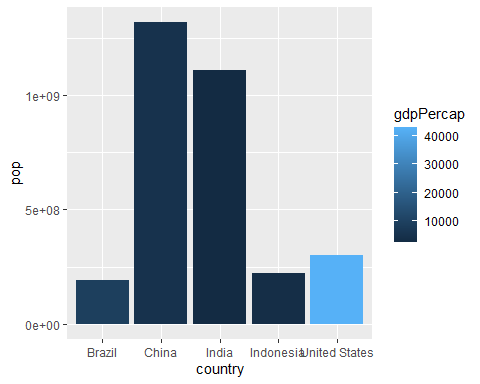 pop
1e+09
5e+08
0e+00
Brazil China India Indonesia United States
country
gdpPercap
40000
30000
20000
10000